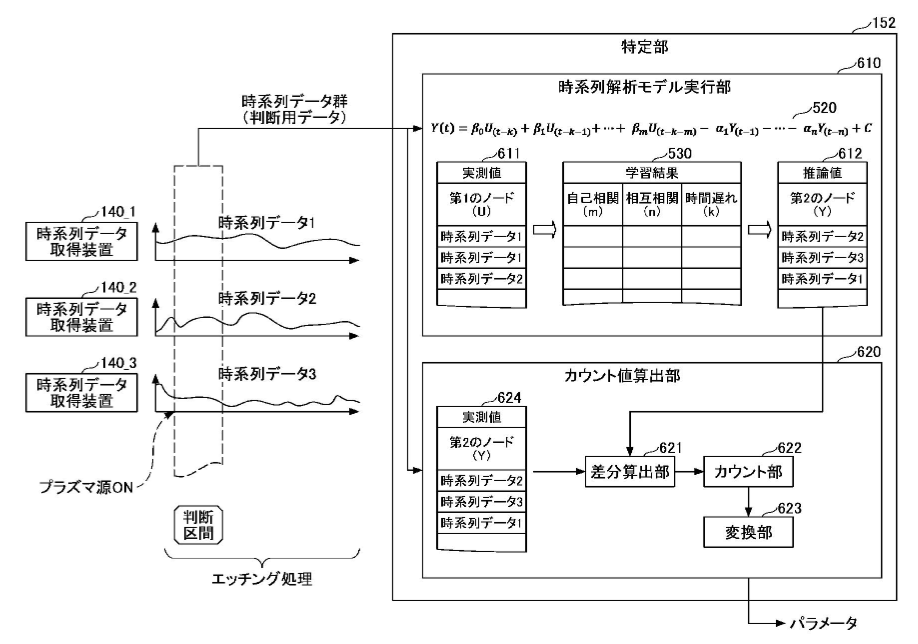 152
特定部
610
時系列解析モデル実行部
時系列データ群
(判断用データ)
520
Y(t) = β₀U₍ₜ₋ₖ₎ + β₁U₍ₜ₋ₖ₋₁₎ + ⋯ + βₘU₍ₜ₋ₖ₋ₘ₎ − α₁Y₍ₜ₋₁₎ − ⋯ − αₙY₍ₜ₋ₙ₎ + C
611
実測値
第1のノード
(U)
時系列データ1
時系列データ1
時系列データ2
530
学習結果
自己相関
(m)
相互相関
(n)
時間遅れ
(k)
612
推論値
第2のノード
(Y)
時系列データ2
時系列データ3
時系列データ1
140_1
時系列データ
取得装置
時系列データ1
140_2
時系列データ
取得装置
時系列データ2
140_3
時系列データ
取得装置
時系列データ3
プラズマ源ON
判断
区間
エッチング処理
620
カウント値算出部
624
実測値
第2のノード
(Y)
時系列データ2
時系列データ3
時系列データ1
621
差分算出部
622
カウント部
623
変換部
パラメータ